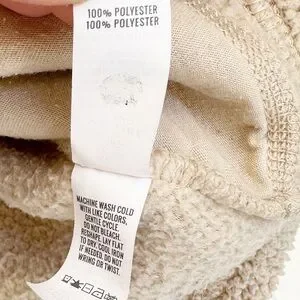 100% POLYESTER
100% POLYESTER
MACHINE WASH COLD
WITH LIKE COLORS,
GENTLE CYCLE.
DO NOT BLEACH.
RESHAPE, LAY FLAT
TO DRY. COOL IRON
IF NEEDED. DO NOT
WRING OR TWIST.